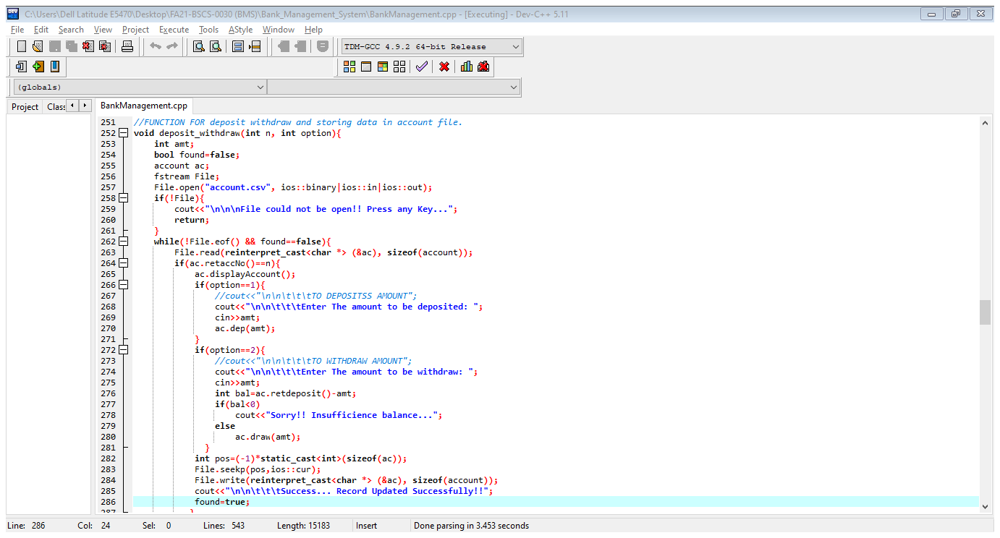 C:\Users\Dell Latitude E5470\Desktop\FA21-BSCS-0030 (BMS)\Bank_Management_System\BankManagement.cpp - [Executing] - Dev-C++ 5.11
File Edit Search View Project Execute Tools AStyle Window Help
TDM-GCC 4.9.2 64-bit Release
(globals)
Project Class BankManagement.cpp
251 //FUNCTION FOR deposit withdraw and storing data in account file.
252 void deposit_withdraw(int n, int option){
253     int amt;
254     bool found=false;
255     account ac;
256     fstream File;
257     File.open("account.csv", ios::binary|ios::in|ios::out);
258     if(!File){
259         cout<<"\n\n\nFile could not be open!! Press any Key...";
260         return;
261     }
262     while(!File.eof() && found==false){
263         File.read(reinterpret_cast<char *> (&ac), sizeof(account));
264         if(ac.retaccNo()==n){
265             ac.displayAccount();
266             if(option==1){
267                 //cout<<"\n\n\t\t\tTO DEPOSITSS AMOUNT";
268                 cout<<"\n\n\t\t\tEnter The amount to be deposited: ";
269                 cin>>amt;
270                 ac.dep(amt);
271             }
272             if(option==2){
273                 //cout<<"\n\n\t\t\tTO WITHDRAW AMOUNT";
274                 cout<<"\n\n\t\t\tEnter The amount to be withdraw: ";
275                 cin>>amt;
276                 int bal=ac.retdeposit()-amt;
277                 if(bal<0)
278                     cout<<"Sorry!! Insufficience balance...";
279                 else
280                     ac.draw(amt);
281               }
282             int pos=(-1)*static_cast<int>(sizeof(ac));
283             File.seekp(pos,ios::cur);
284             File.write(reinterpret_cast<char *> (&ac), sizeof(account));
285             cout<<"\n\n\t\t\tSuccess... Record Updated Successfully!!";
286             found=true;
287            }
Line: 286 Col: 24 Sel: 0 Lines: 543 Length: 15183 Insert Done parsing in 3.453 seconds